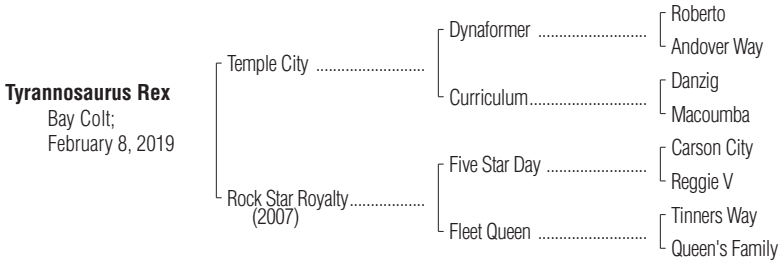 Tyrannosaurus Rex
Bay Colt;
February 8, 2019
Temple City ........................
Rock Star Royalty.................
(2007)
Dynaformer ........................
Curriculum..........................
Five Star Day ......................
Fleet Queen ........................
Roberto
Andover Way
Danzig
Macoumba
Carson City
Reggie V
Tinners Way
Queen's Family